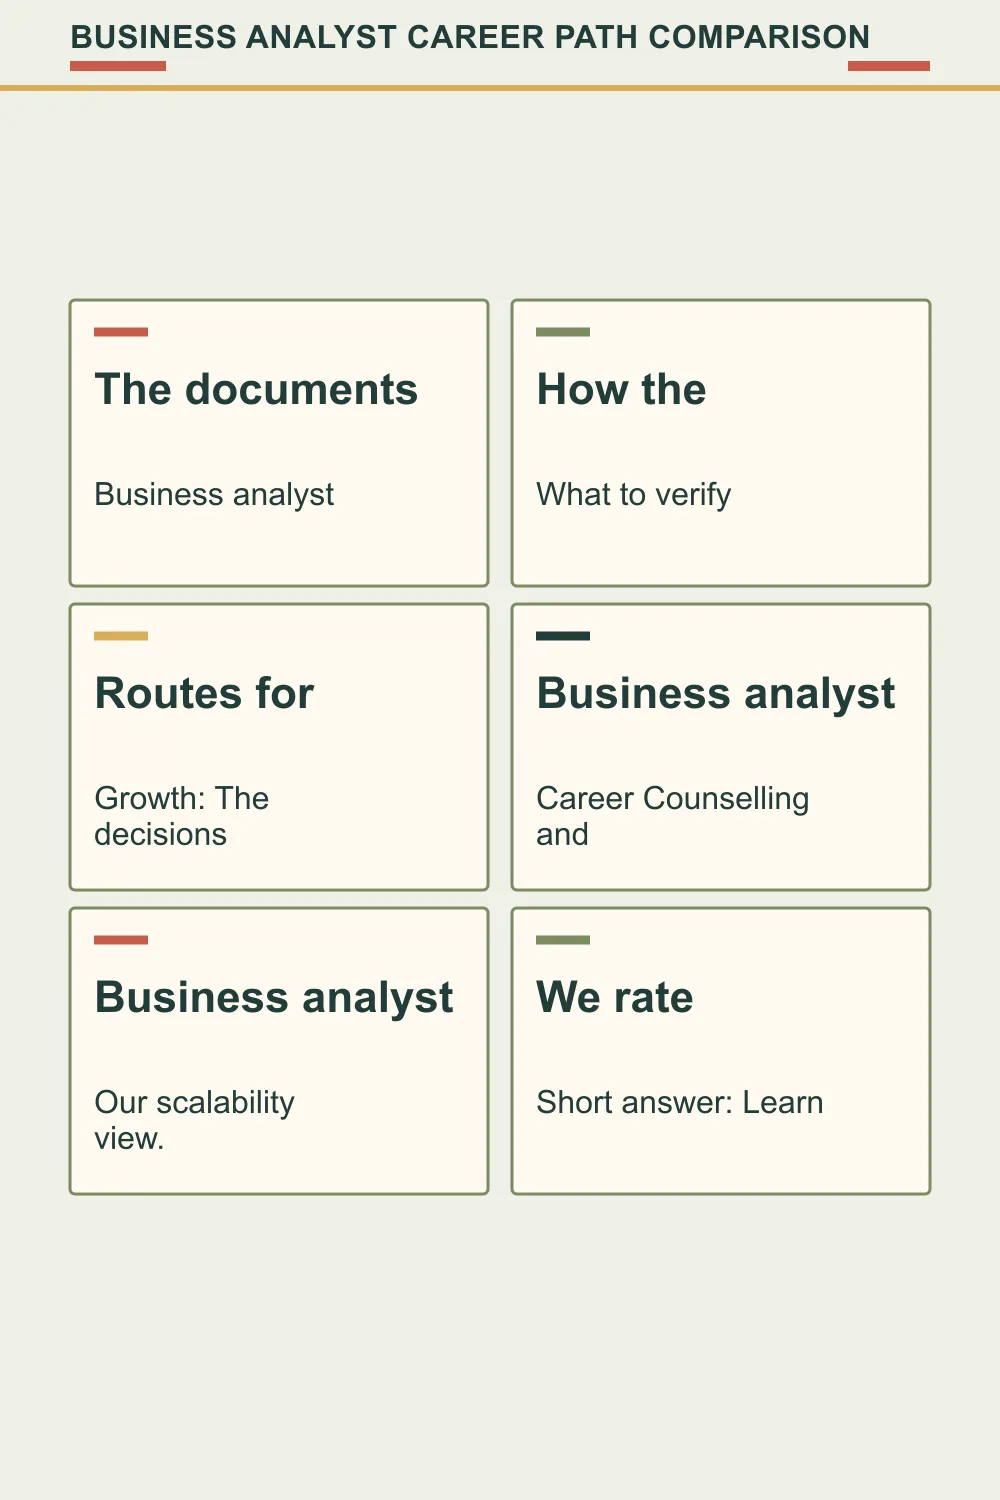 BUSINESS ANALYST CAREER PATH COMPARISON
The documents
Business analyst
How the
What to verify
Routes for
Growth: The
decisions
Business analyst
Career Counselling
and
Business analyst
Our scalability
view.
We rate
Short answer: Learn